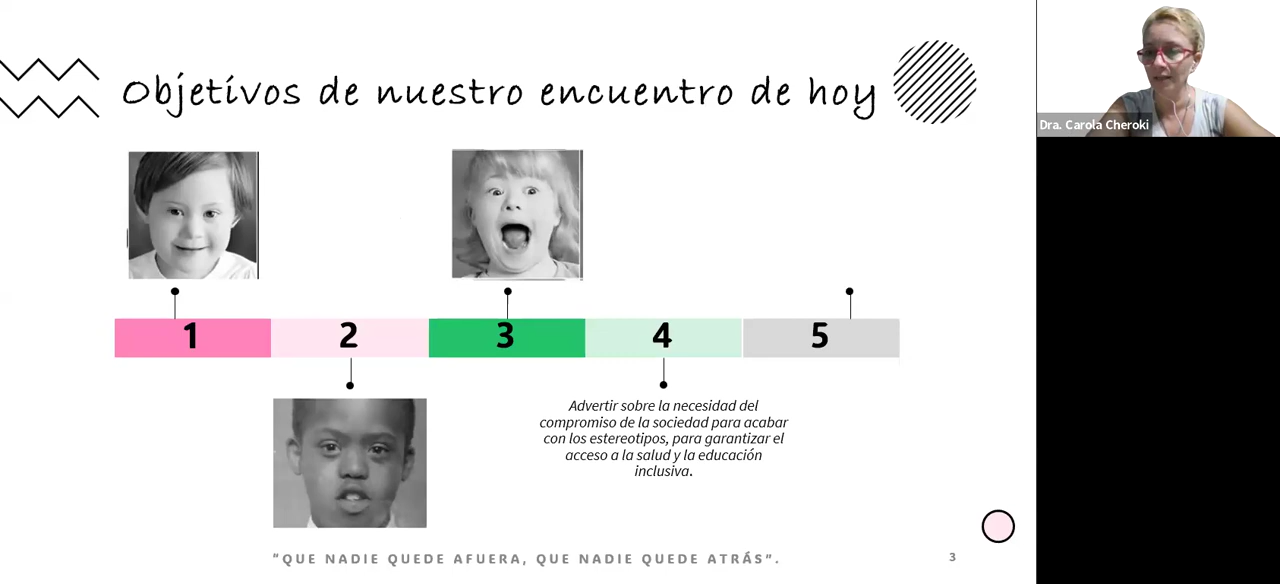 Objetivos de nuestro encuentro de hoy
Dra. Carola Cheroki
1 2 3 4 5
Advertir sobre la necesidad del
compromiso de la sociedad para acabar
con los estereotipos, para garantizar el
acceso a la salud y la educación
inclusiva.
“QUE NADIE QUEDE AFUERA, QUE NADIE QUEDE ATRÁS”.
3